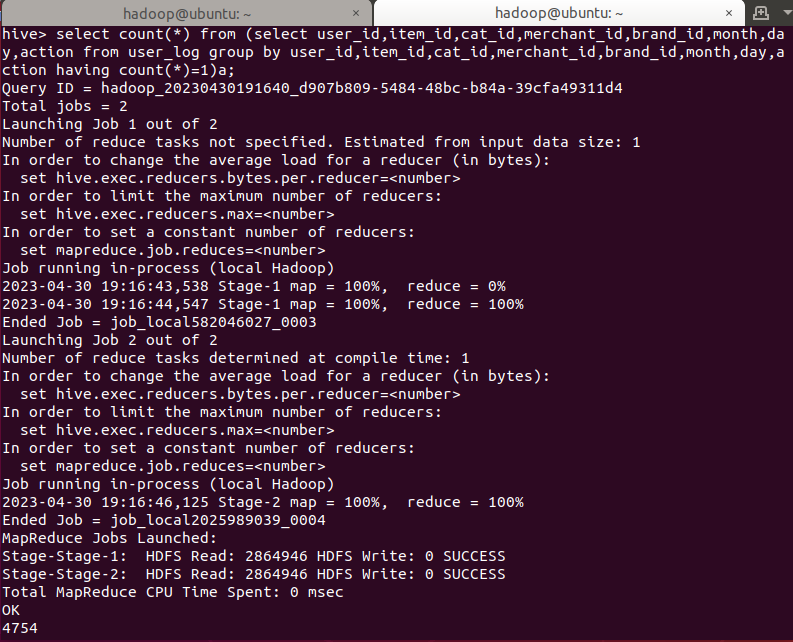 hadoop@ubuntu: ~ × hadoop@ubuntu: ~ ×
hive> select count(*) from (select user_id,item_id,cat_id,merchant_id,brand_id,month,da
y,action from user_log group by user_id,item_id,cat_id,merchant_id,brand_id,month,day,a
ction having count(*)=1)a;
Query ID = hadoop_20230430191640_d907b809-5484-48bc-b84a-39cfa49311d4
Total jobs = 2
Launching Job 1 out of 2
Number of reduce tasks not specified. Estimated from input data size: 1
In order to change the average load for a reducer (in bytes):
  set hive.exec.reducers.bytes.per.reducer=<number>
In order to limit the maximum number of reducers:
  set hive.exec.reducers.max=<number>
In order to set a constant number of reducers:
  set mapreduce.job.reduces=<number>
Job running in-process (local Hadoop)
2023-04-30 19:16:43,538 Stage-1 map = 100%,  reduce = 0%
2023-04-30 19:16:44,547 Stage-1 map = 100%,  reduce = 100%
Ended Job = job_local582046027_0003
Launching Job 2 out of 2
Number of reduce tasks determined at compile time: 1
In order to change the average load for a reducer (in bytes):
  set hive.exec.reducers.bytes.per.reducer=<number>
In order to limit the maximum number of reducers:
  set hive.exec.reducers.max=<number>
In order to set a constant number of reducers:
  set mapreduce.job.reduces=<number>
Job running in-process (local Hadoop)
2023-04-30 19:16:46,125 Stage-2 map = 100%,  reduce = 100%
Ended Job = job_local2025989039_0004
MapReduce Jobs Launched:
Stage-Stage-1:  HDFS Read: 2864946 HDFS Write: 0 SUCCESS
Stage-Stage-2:  HDFS Read: 2864946 HDFS Write: 0 SUCCESS
Total MapReduce CPU Time Spent: 0 msec
OK
4754